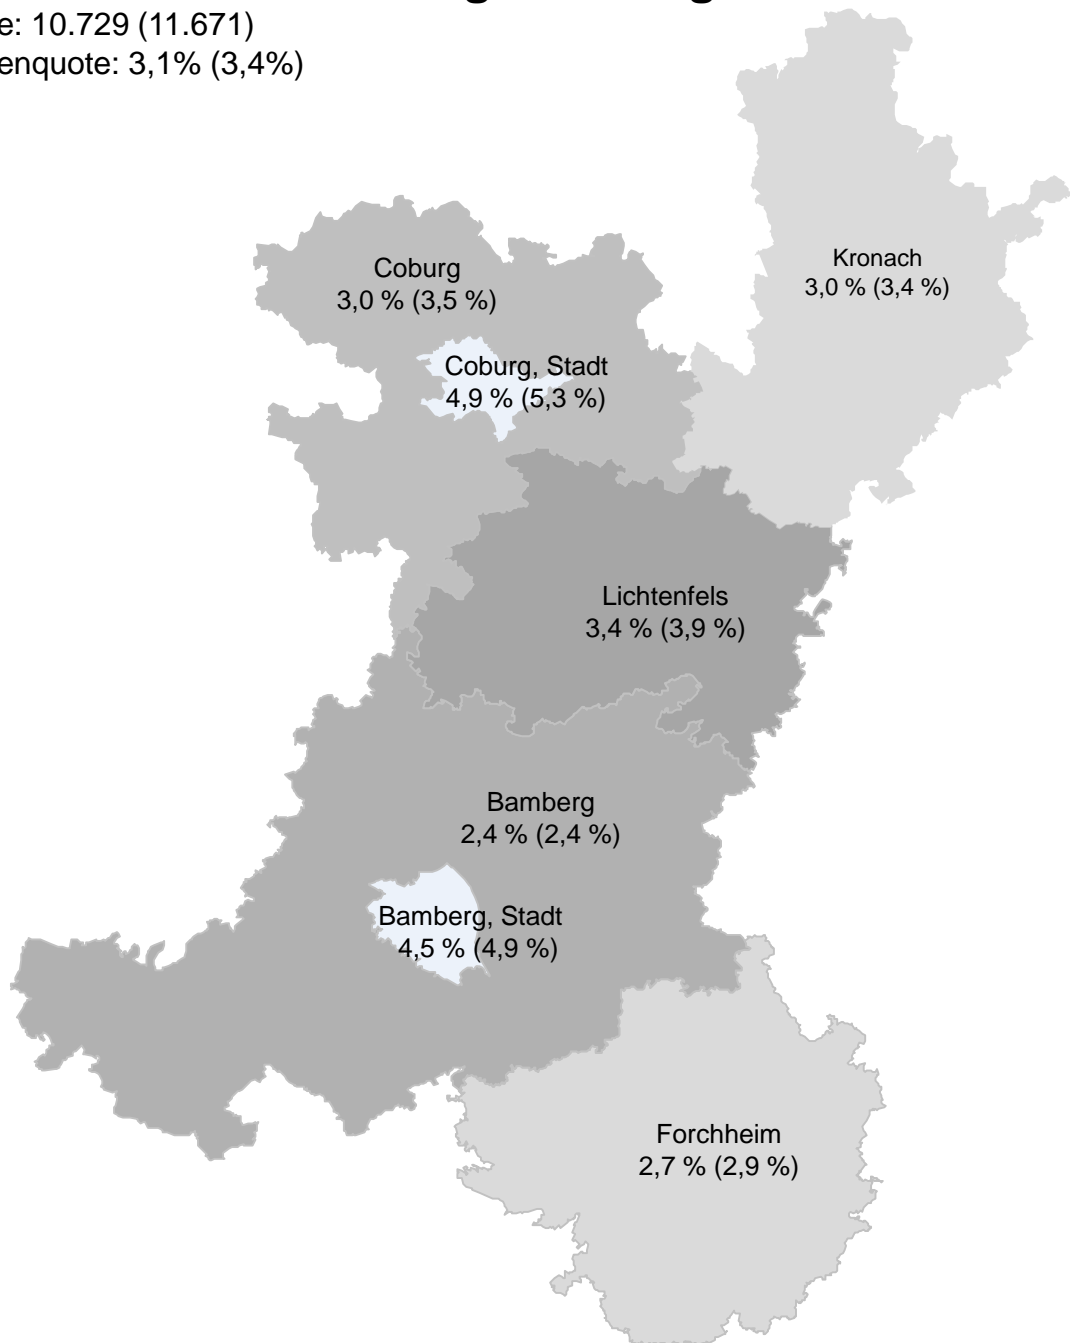 e: 10.729 (11.671)
enquote: 3,1% (3,4%)
Kronach
3,0 % (3,4 %)
Coburg
3,0 % (3,5 %)
Coburg, Stadt
4,9 % (5,3 %)
Lichtenfels
3,4 % (3,9 %)
Bamberg
2,4 % (2,4 %)
Bamberg, Stadt
4,5 % (4,9 %)
Forchheim
2,7 % (2,9 %)